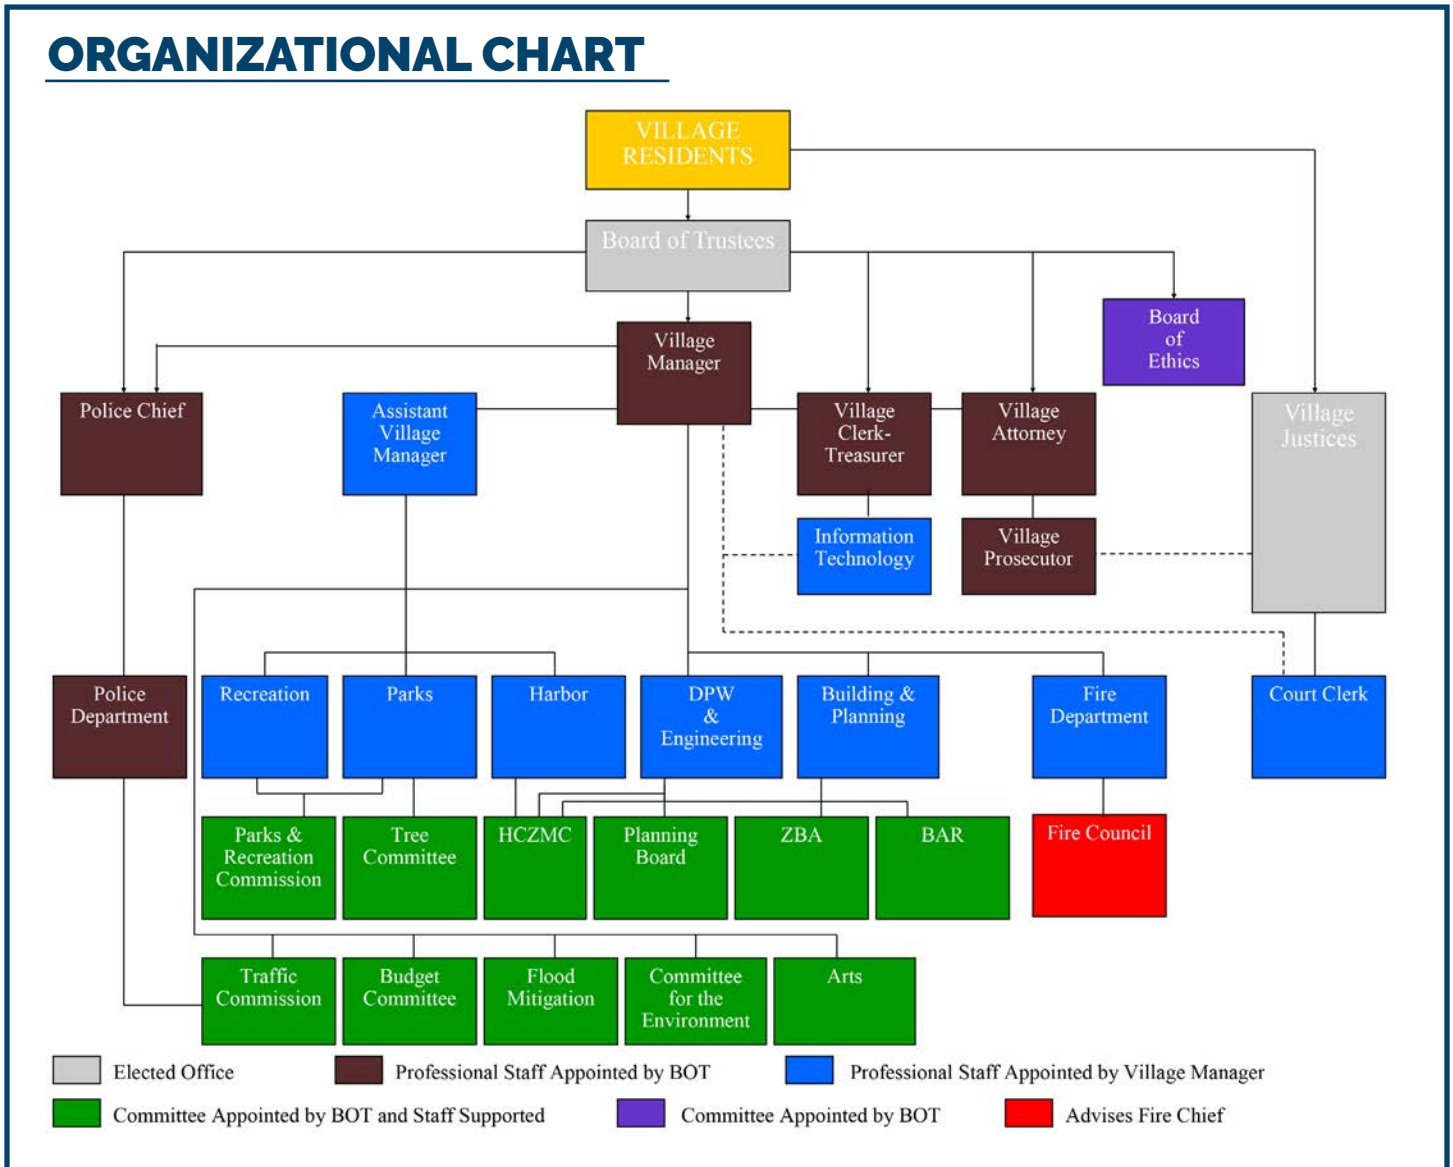 ORGANIZATIONAL CHART
VILLAGE
RESIDENTS
Board of Trustees
Village
Manager
Board
of
Ethics
Police Chief
Assistant
Village
Manager
Village
Clerk-
Treasurer
Village
Attorney
Village
Justices
Information
Technology
Village
Prosecutor
Police
Department
Recreation
Parks
Harbor
DPW
&
Engineering
Building &
Planning
Fire
Department
Court Clerk
Parks &
Recreation
Commission
Tree
Committee
HCZMC
Planning
Board
ZBA
BAR
Fire Council
Traffic
Commission
Budget
Committee
Flood
Mitigation
Committee
for the
Environment
Arts
Elected Office
Professional Staff Appointed by BOT
Professional Staff Appointed by Village Manager
Committee Appointed by BOT and Staff Supported
Committee Appointed by BOT
Advises Fire Chief